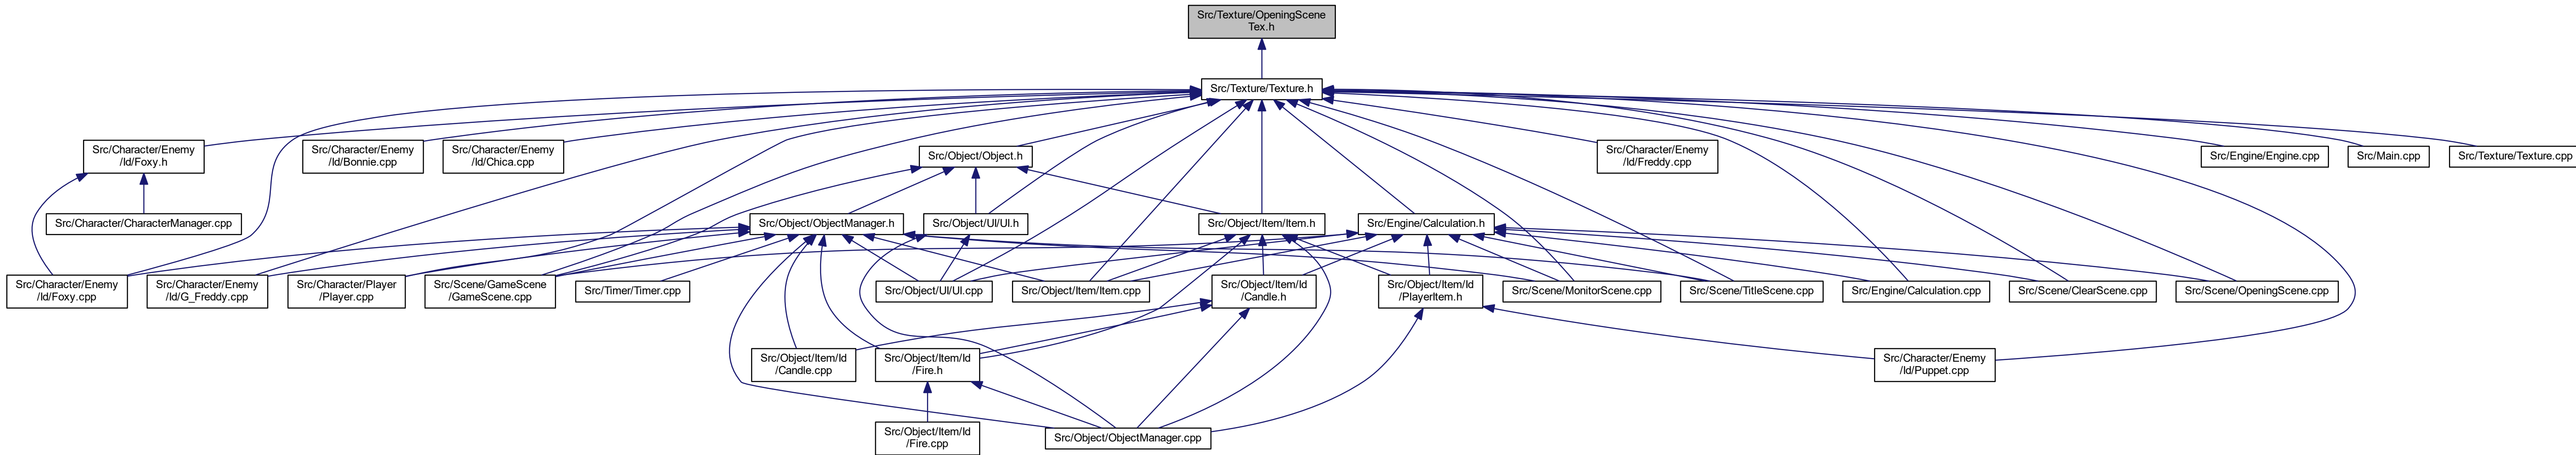 Src/Texture/OpeningScene
Tex.h
Src/Texture/Texture.h
Src/Character/Enemy
/Id/Foxy.h
Src/Character/Enemy
/Id/Bonnie.cpp
Src/Character/Enemy
/Id/Chica.cpp
Src/Object/Object.h
Src/Character/Enemy
/Id/Freddy.cpp
Src/Engine/Engine.cpp
Src/Main.cpp
Src/Texture/Texture.cpp
Src/Character/CharacterManager.cpp
Src/Object/ObjectManager.h
Src/Object/UI/UI.h
Src/Object/Item/Item.h
Src/Engine/Calculation.h
Src/Character/Enemy
/Id/Foxy.cpp
Src/Character/Enemy
/Id/G_Freddy.cpp
Src/Character/Player
/Player.cpp
Src/Scene/GameScene
/GameScene.cpp
Src/Timer/Timer.cpp
Src/Object/UI/UI.cpp
Src/Object/Item/Item.cpp
Src/Object/Item/Id
/Candle.h
Src/Object/Item/Id
/PlayerItem.h
Src/Scene/MonitorScene.cpp
Src/Scene/TitleScene.cpp
Src/Engine/Calculation.cpp
Src/Scene/ClearScene.cpp
Src/Scene/OpeningScene.cpp
Src/Object/Item/Id
/Candle.cpp
Src/Object/Item/Id
/Fire.h
Src/Character/Enemy
/Id/Puppet.cpp
Src/Object/Item/Id
/Fire.cpp
Src/Object/ObjectManager.cpp